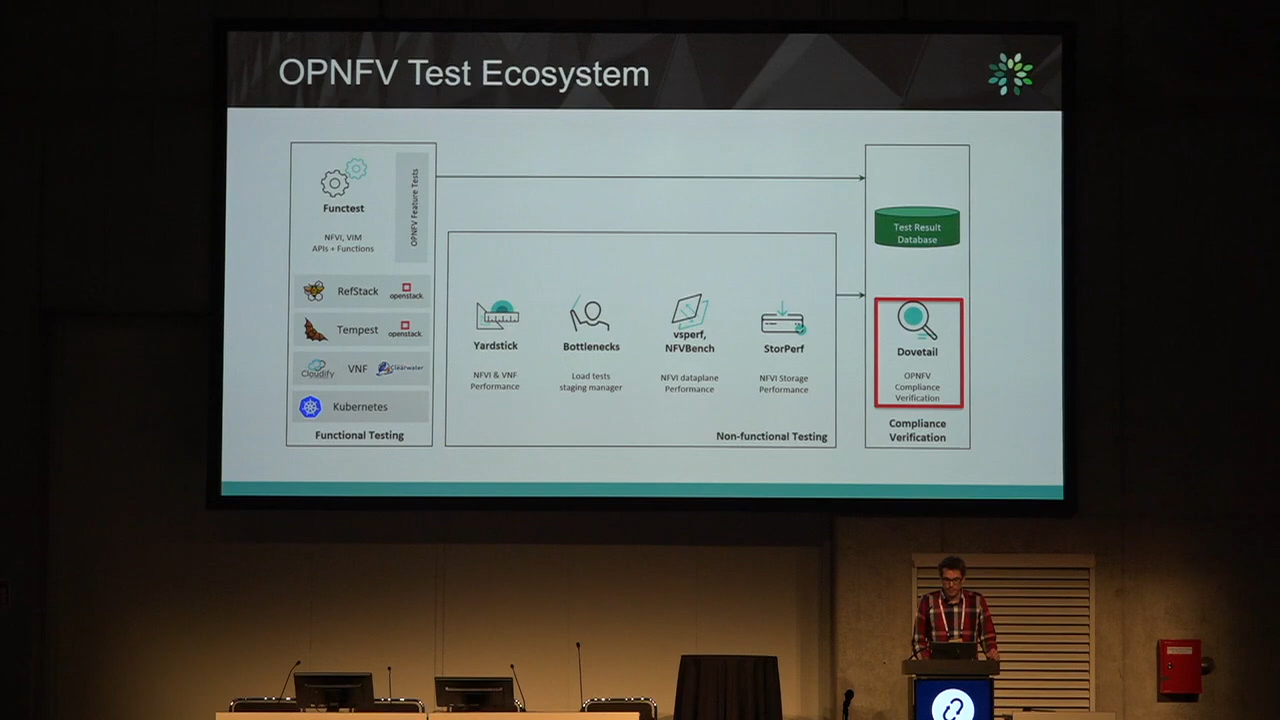 OPNFV Test Ecosystem
Functest
NFVI, VIM
APIs + Functions
OPNFV Feature Tests
RefStack
openstack.
Tempest
openstack.
Cloudify
VNF
Clearwater
Kubernetes
Functional Testing
Yardstick
NFVI & VNF
Performance
Bottlenecks
Load tests
staging manager
vsperf,
NFVBench
NFVI dataplane
Performance
StorPerf
NFVI Storage
Performance
Non-functional Testing
Test Result
Database
Dovetail
OPNFV
Compliance
Verification
Compliance
Verification